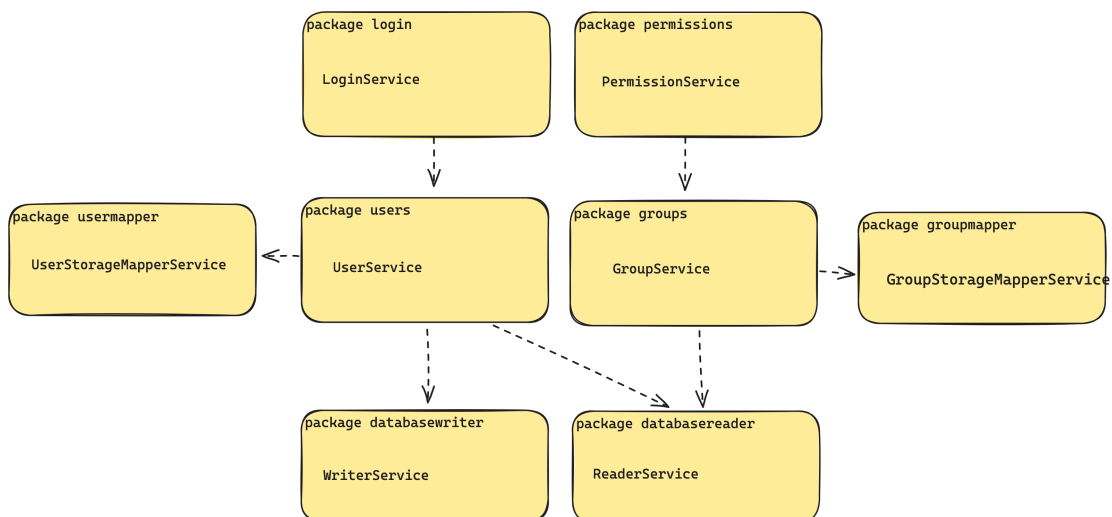 package login
LoginService
package permissions
PermissionService
package usermapper
UserStorageMapperService
package users
UserService
package groups
GroupService
package groupmapper
GroupStorageMapperService
package databasewriter
WriterService
package databasereader
ReaderService